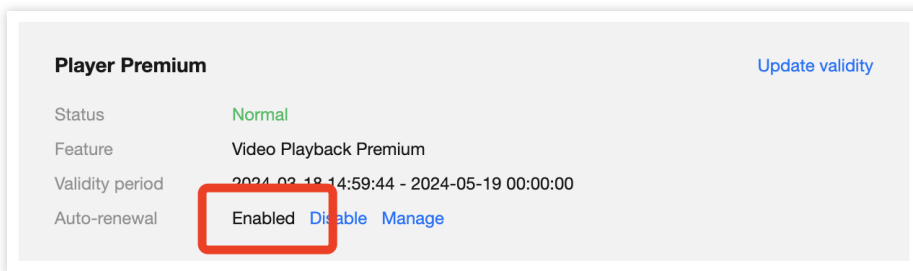 Player Premium Update validity
Status Normal
Feature Video Playback Premium
Validity period 2024-03-18 14:59:44 - 2024-05-19 00:00:00
Auto-renewal Enabled Disable Manage